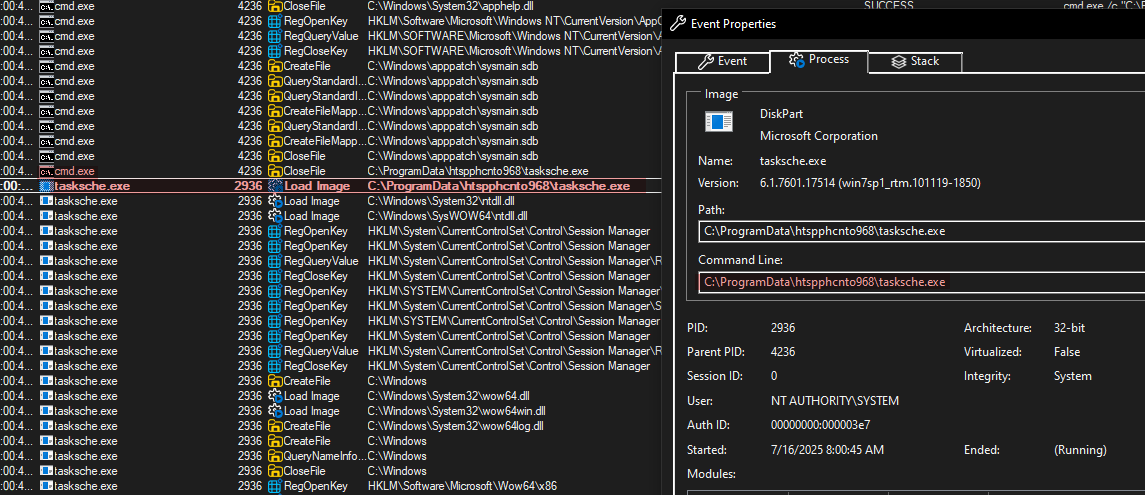 :00:4... cmd.exe 4236 CloseFile C:\Windows\System32\apphelp.dll SUCCESS cmd.exe /c "C:\
:00:4... cmd.exe 4236 RegOpenKey HKLM\Software\Microsoft\Windows NT\CurrentVersion\AppC
:00:4... cmd.exe 4236 RegQueryValue HKLM\SOFTWARE\Microsoft\Windows NT\CurrentVersion\A
:00:4... cmd.exe 4236 RegCloseKey HKLM\SOFTWARE\Microsoft\Windows NT\CurrentVersion\A
:00:4... cmd.exe 4236 CreateFile C:\Windows\apppatch\sysmain.sdb
:00:4... cmd.exe 4236 QueryStandardI... C:\Windows\apppatch\sysmain.sdb
:00:4... cmd.exe 4236 QueryStandardI... C:\Windows\apppatch\sysmain.sdb
:00:4... cmd.exe 4236 CreateFileMapp... C:\Windows\apppatch\sysmain.sdb
:00:4... cmd.exe 4236 QueryStandardI... C:\Windows\apppatch\sysmain.sdb
:00:4... cmd.exe 4236 CreateFileMapp... C:\Windows\apppatch\sysmain.sdb
:00:4... cmd.exe 4236 CloseFile C:\Windows\apppatch\sysmain.sdb
:00:4... cmd.exe 4236 CloseFile C:\ProgramData\htspphcnto968\tasksche.exe
:00:... tasksche.exe 2936 Load Image C:\ProgramData\htspphcnto968\tasksche.exe
:00:4... tasksche.exe 2936 Load Image C:\Windows\System32\ntdll.dll
:00:4... tasksche.exe 2936 Load Image C:\Windows\SysWOW64\ntdll.dll
:00:4... tasksche.exe 2936 RegOpenKey HKLM\System\CurrentControlSet\Control\Session Manager
:00:4... tasksche.exe 2936 RegOpenKey HKLM\System\CurrentControlSet\Control\Session Manager
:00:4... tasksche.exe 2936 RegQueryValue HKLM\System\CurrentControlSet\Control\Session Manager\R
:00:4... tasksche.exe 2936 RegCloseKey HKLM\System\CurrentControlSet\Control\Session Manager
:00:4... tasksche.exe 2936 RegOpenKey HKLM\SYSTEM\CurrentControlSet\Control\Session Manager\
:00:4... tasksche.exe 2936 RegOpenKey HKLM\System\CurrentControlSet\Control\Session Manager\S
:00:4... tasksche.exe 2936 RegOpenKey HKLM\SYSTEM\CurrentControlSet\Control\Session Manager
:00:4... tasksche.exe 2936 RegOpenKey HKLM\System\CurrentControlSet\Control\Session Manager
:00:4... tasksche.exe 2936 RegQueryValue HKLM\System\CurrentControlSet\Control\Session Manager\R
:00:4... tasksche.exe 2936 RegCloseKey HKLM\System\CurrentControlSet\Control\Session Manager
:00:4... tasksche.exe 2936 CreateFile C:\Windows
:00:4... tasksche.exe 2936 Load Image C:\Windows\System32\wow64.dll
:00:4... tasksche.exe 2936 Load Image C:\Windows\System32\wow64win.dll
:00:4... tasksche.exe 2936 CreateFile C:\Windows\System32\wow64log.dll
:00:4... tasksche.exe 2936 CreateFile C:\Windows
:00:4... tasksche.exe 2936 QueryNameInfo... C:\Windows
:00:4... tasksche.exe 2936 CloseFile C:\Windows
:00:4... tasksche.exe 2936 RegOpenKey HKLM\Software\Microsoft\Wow64\x86
Event Properties
Event Process Stack
Image
DiskPart
Microsoft Corporation
Name: tasksche.exe
Version: 6.1.7601.17514 (win7sp1_rtm.101119-1850)
Path:
C:\ProgramData\htspphcnto968\tasksche.exe
Command Line:
C:\ProgramData\htspphcnto968\tasksche.exe
PID: 2936 Architecture: 32-bit
Parent PID: 4236 Virtualized: False
Session ID: 0 Integrity: System
User: NT AUTHORITY\SYSTEM
Auth ID: 00000000:000003e7
Started: 7/16/2025 8:00:45 AM Ended: (Running)
Modules: